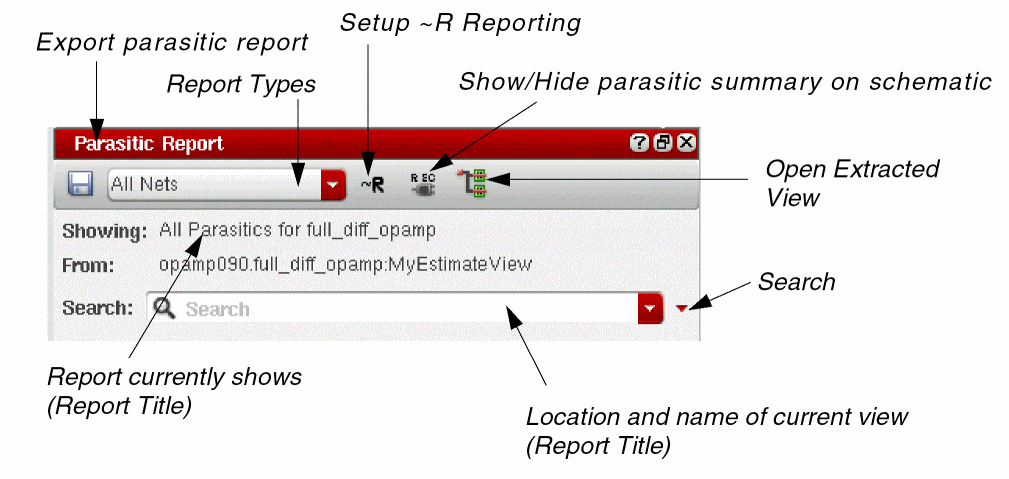 Setup ~R Reporting
Export parasitic report
Report Types
Show/Hide parasitic summary on schematic
Parasitic Report
All Nets
~R
R EC
Open Extracted
View
Showing: All Parasitics for full_diff_opamp
From: opamp090.full_diff_opamp:MyEstimateView
Search: Search
Search
Report currently shows
(Report Title)
Location and name of current view
(Report Title)